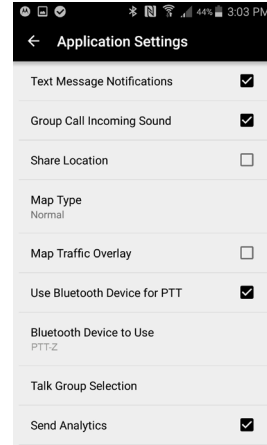 44% 3:03 PM
Application Settings
Text Message Notifications
Group Call Incoming Sound
Share Location
Map Type
Normal
Map Traffic Overlay
Use Bluetooth Device for PTT
Bluetooth Device to Use
PTT-Z
Talk Group Selection
Send Analytics